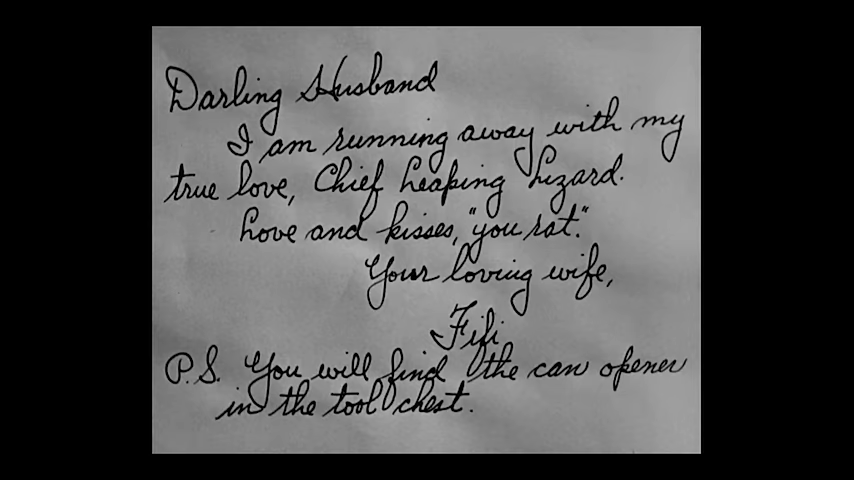 Darling Husband
I am running away with my
true love, Chief Leaping Lizard.
Love and kisses, "you rat."
Your loving wife,
Fifi
P.S. You will find the can opener
in the tool chest.